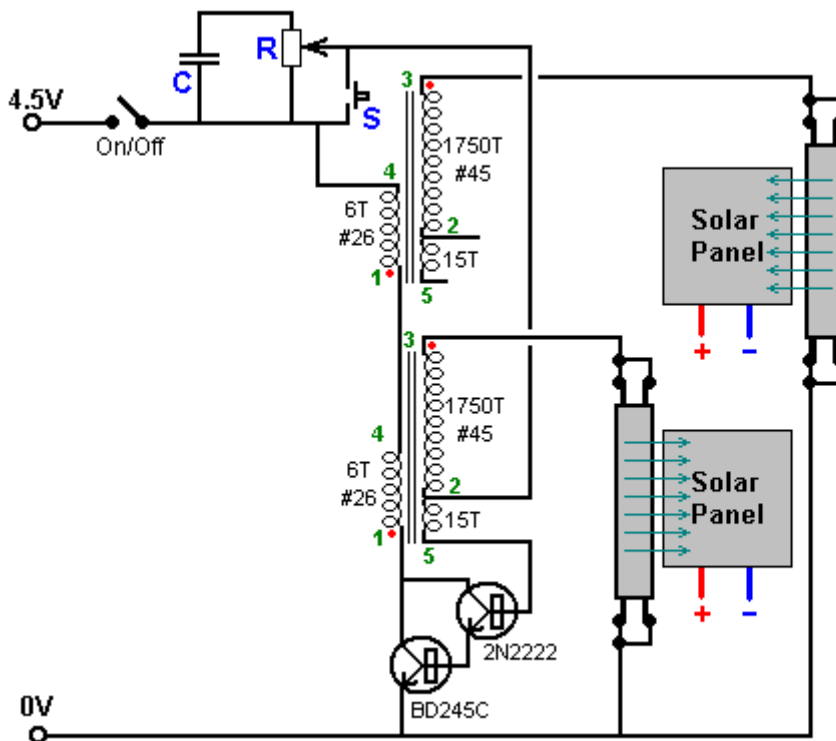 C
R
S
4.5V
On/Off
3
1750T
#45
4
6T
#26
2
15T
1
5
Solar
Panel
+ −
3
1750T
#45
4
6T
#26
2
15T
1
5
Solar
Panel
+ −
2N2222
BD245C
0V